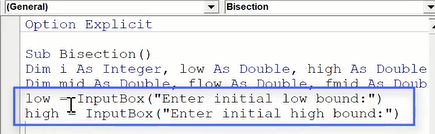 (General)
Bisection
Option Explicit
Sub Bisection()
Dim i As Integer, low As Double, high As Double
Dim mid As Double, flow As Double, fmid As Doub
low = InputBox("Enter initial low bound:")
high = InputBox("Enter initial high bound:")